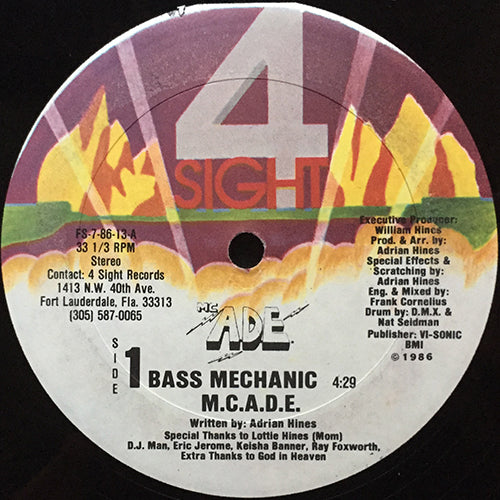 4
SIGHT
FS-7-86-13-A
33 1/3 RPM
Stereo
Contact: 4 Sight Records
1413 N.W. 40th Ave.
Fort Lauderdale, Fla. 33313
(305) 587-0065
Executive Producer:
William Hines
Prod. & Arr. by:
Adrian Hines
Special Effects &
Scratching by:
Adrian Hines
Eng. & Mixed by:
Frank Cornelius
Drum by: D.M.X. &
Nat Seidman
Publisher: VI-SONIC
BMI
© 1986
MC
ADE
SIDE 1
BASS MECHANIC 4:29
M.C.A.D.E.
Written by: Adrian Hines
Special Thanks to Lottie Hines (Mom)
D.J. Man, Eric Jerome, Keisha Banner, Ray Foxworth,
Extra Thanks to God in Heaven